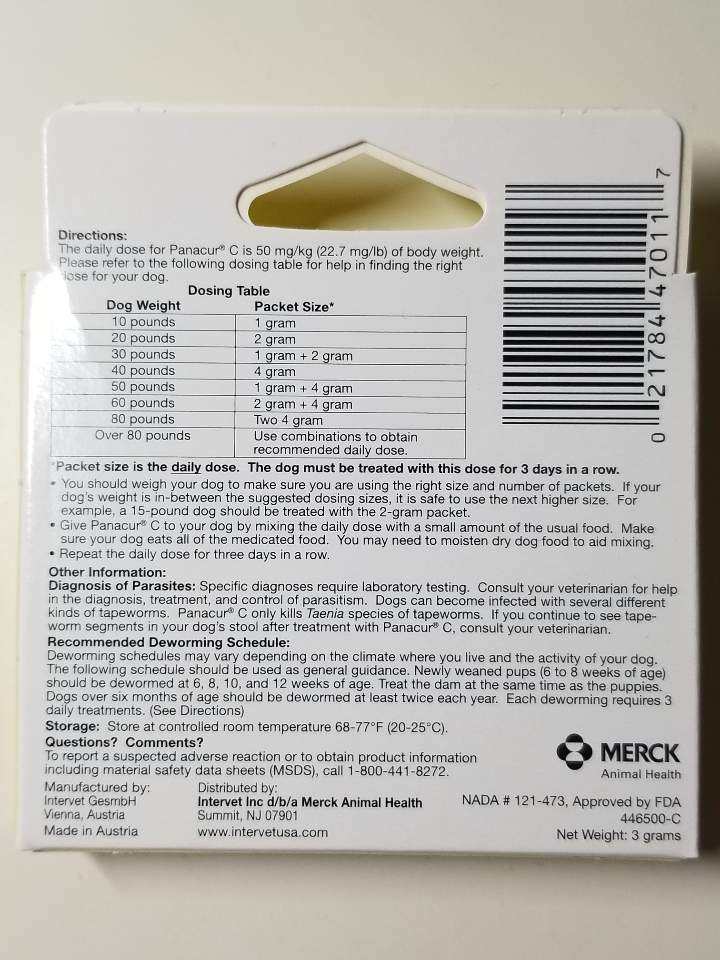 Directions:
The daily dose for Panacur® C is 50 mg/kg (22.7 mg/lb) of body weight.
Please refer to the following dosing table for help in finding the right
dose for your dog.
Dosing Table
Dog Weight Packet Size*
10 pounds 1 gram
20 pounds 2 gram
30 pounds 1 gram + 2 gram
40 pounds 4 gram
50 pounds 1 gram + 4 gram
60 pounds 2 gram + 4 gram
80 pounds Two 4 gram
Over 80 pounds Use combinations to obtain
recommended daily dose.
*Packet size is the daily dose. The dog must be treated with this dose for 3 days in a row.
• You should weigh your dog to make sure you are using the right size and number of packets. If your
dog's weight is in-between the suggested dosing sizes, it is safe to use the next higher size. For
example, a 15-pound dog should be treated with the 2-gram packet.
• Give Panacur® C to your dog by mixing the daily dose with a small amount of the usual food. Make
sure your dog eats all of the medicated food. You may need to moisten dry dog food to aid mixing.
• Repeat the daily dose for three days in a row.
Other Information:
Diagnosis of Parasites: Specific diagnoses require laboratory testing. Consult your veterinarian for help
in the diagnosis, treatment, and control of parasitism. Dogs can become infected with several different
kinds of tapeworms. Panacur® C only kills Taenia species of tapeworms. If you continue to see tape-
worm segments in your dog's stool after treatment with Panacur® C, consult your veterinarian.
Recommended Deworming Schedule:
Deworming schedules may vary depending on the climate where you live and the activity of your dog.
The following schedule should be used as general guidance. Newly weaned pups (6 to 8 weeks of age)
should be dewormed at 6, 8, 10, and 12 weeks of age. Treat the dam at the same time as the puppies.
Dogs over six months of age should be dewormed at least twice each year. Each deworming requires 3
daily treatments. (See Directions)
Storage: Store at controlled room temperature 68-77°F (20-25°C).
Questions? Comments?
To report a suspected adverse reaction or to obtain product information
including material safety data sheets (MSDS), call 1-800-441-8272.
Manufactured by:
Intervet GesmbH
Vienna, Austria
Made in Austria
Distributed by:
Intervet Inc d/b/a Merck Animal Health
Summit, NJ 07901
www.intervetusa.com
MERCK
Animal Health
NADA # 121-473, Approved by FDA
446500-C
Net Weight: 3 grams
0 21784 47011 7